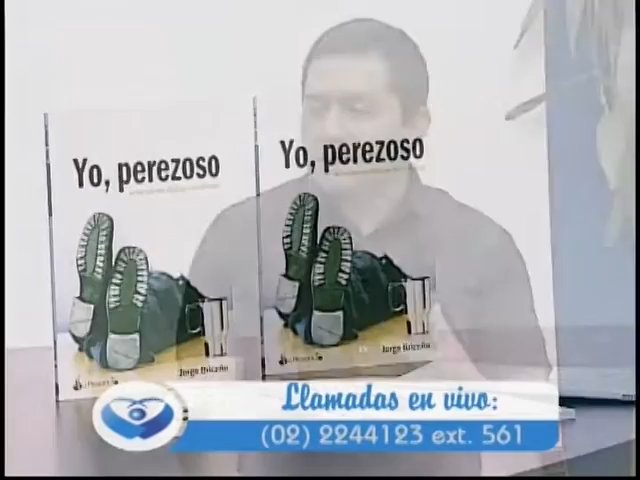 Yo, perezoso
Jorge Briceño
Yo, perezoso
Jorge Briceño
Llamadas en vivo:
(02) 2244123 ext. 561